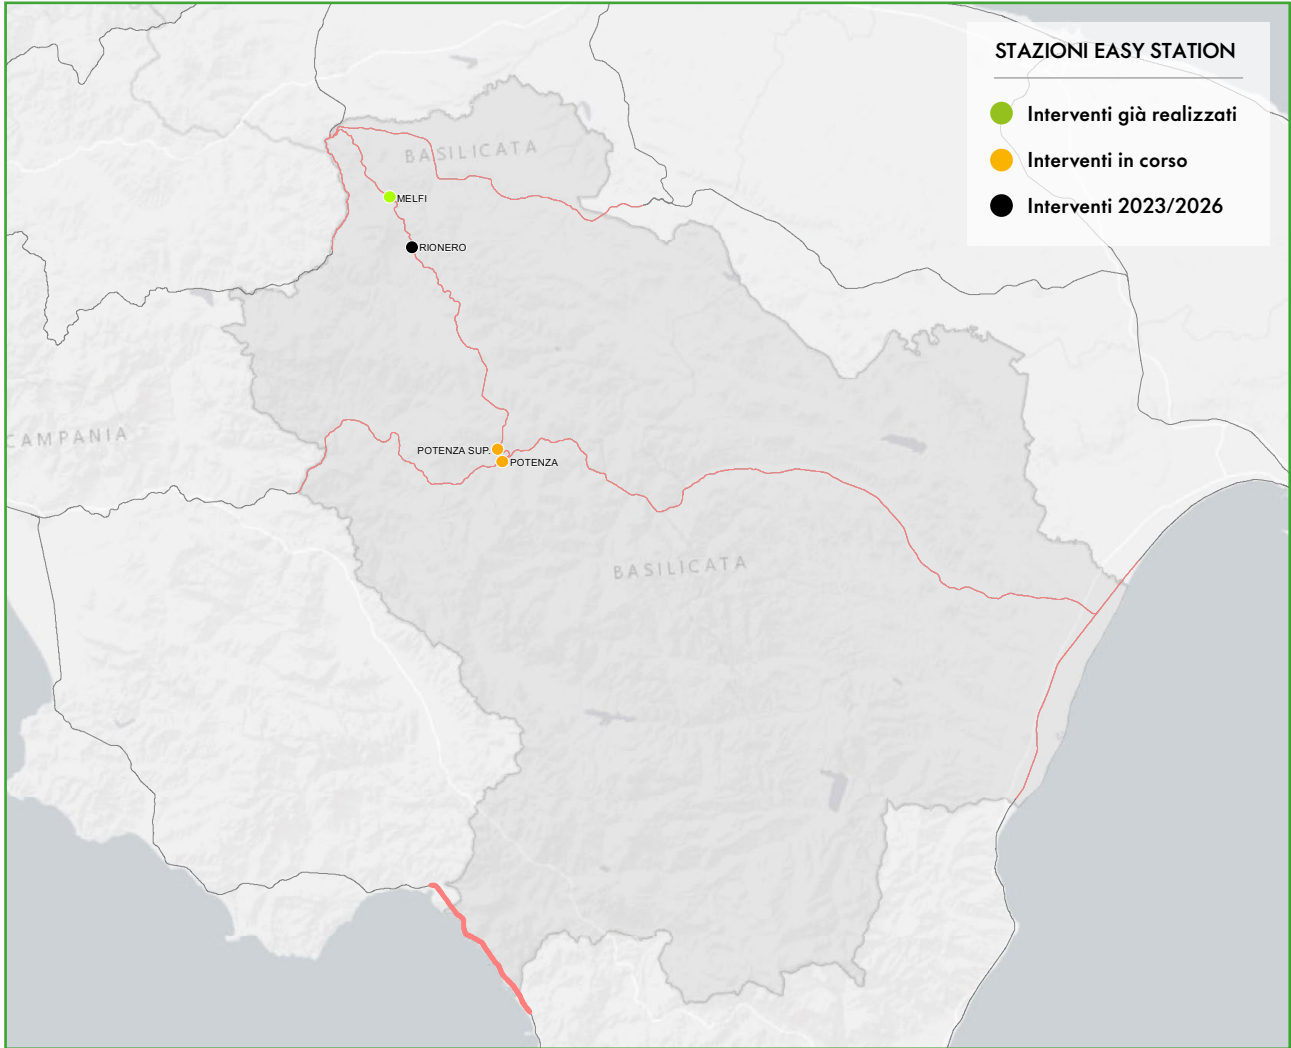 STAZIONI EASY STATION
Interventi già realizzati
Interventi in corso
Interventi 2023/2026
BASILICATA
MELFI
RIONERO
CAMPANIA
POTENZA SUP.
POTENZA
BASILICATA